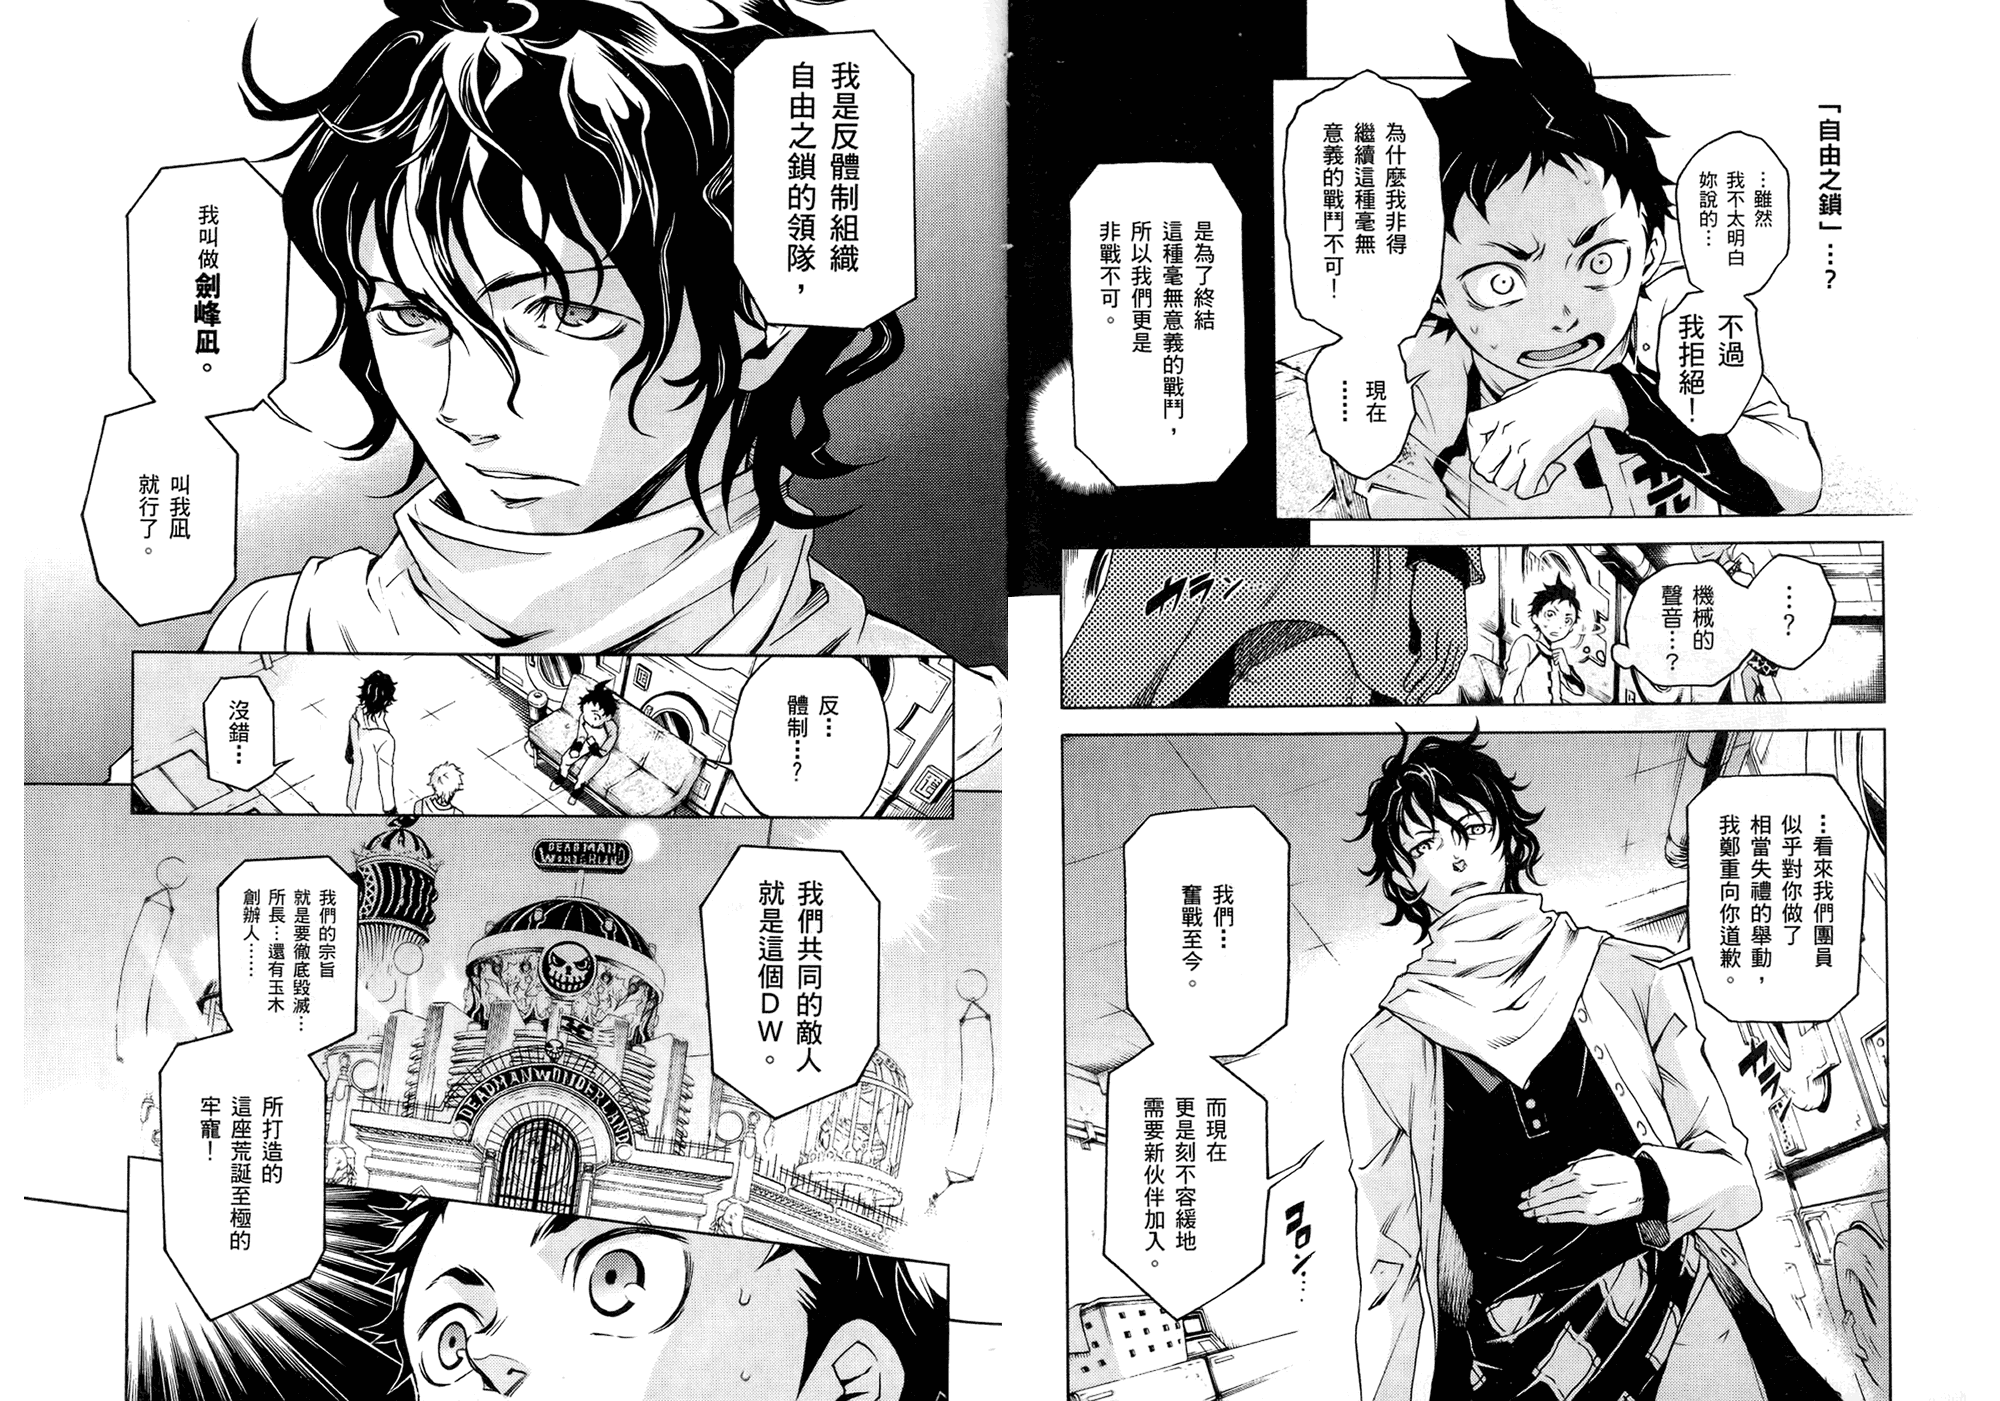 「自由之鎖」…?
…雖然
我不太明白
妳說的…
不過
我拒絕!
為什麼我非得
繼續這種毫無
意義的戰鬥不可!
現在
……
是為了終結
這種毫無意義的戰鬥,
所以我們更是
非戰不可。
…?
機械的
聲音…?
カラン
…看來我們團員
似乎對你做了
相當失禮的舉動,
我鄭重向你道歉。
我們…
奮戰至今。
カラン
而現在
更是刻不容緩地
需要新伙伴加入。
コロン…
我是反體制組織
自由之鎖的領隊,
我叫做劍峰凪。
叫我凪
就行了。
反…
體制…?
沒錯…
DEADMAN
WONDERLAND
我們共同的敵人
就是這個DW。
我們的宗旨
就是要徹底毀滅…
所長…還有玉木
創辦人……
DEADMANWONDERLAND
所打造的
這座荒誕至極的
牢寵!